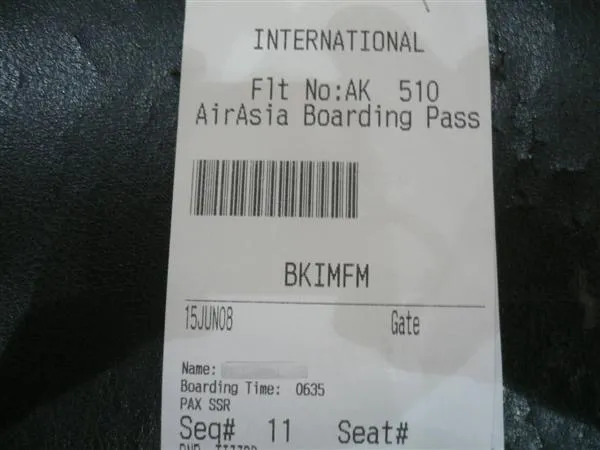 INTERNATIONAL
Flt No:AK 510
AirAsia Boarding Pass
BKIMFM
15JUN08 Gate
Name:
Boarding Time: 0635
PAX SSR
Seq# 11 Seat#